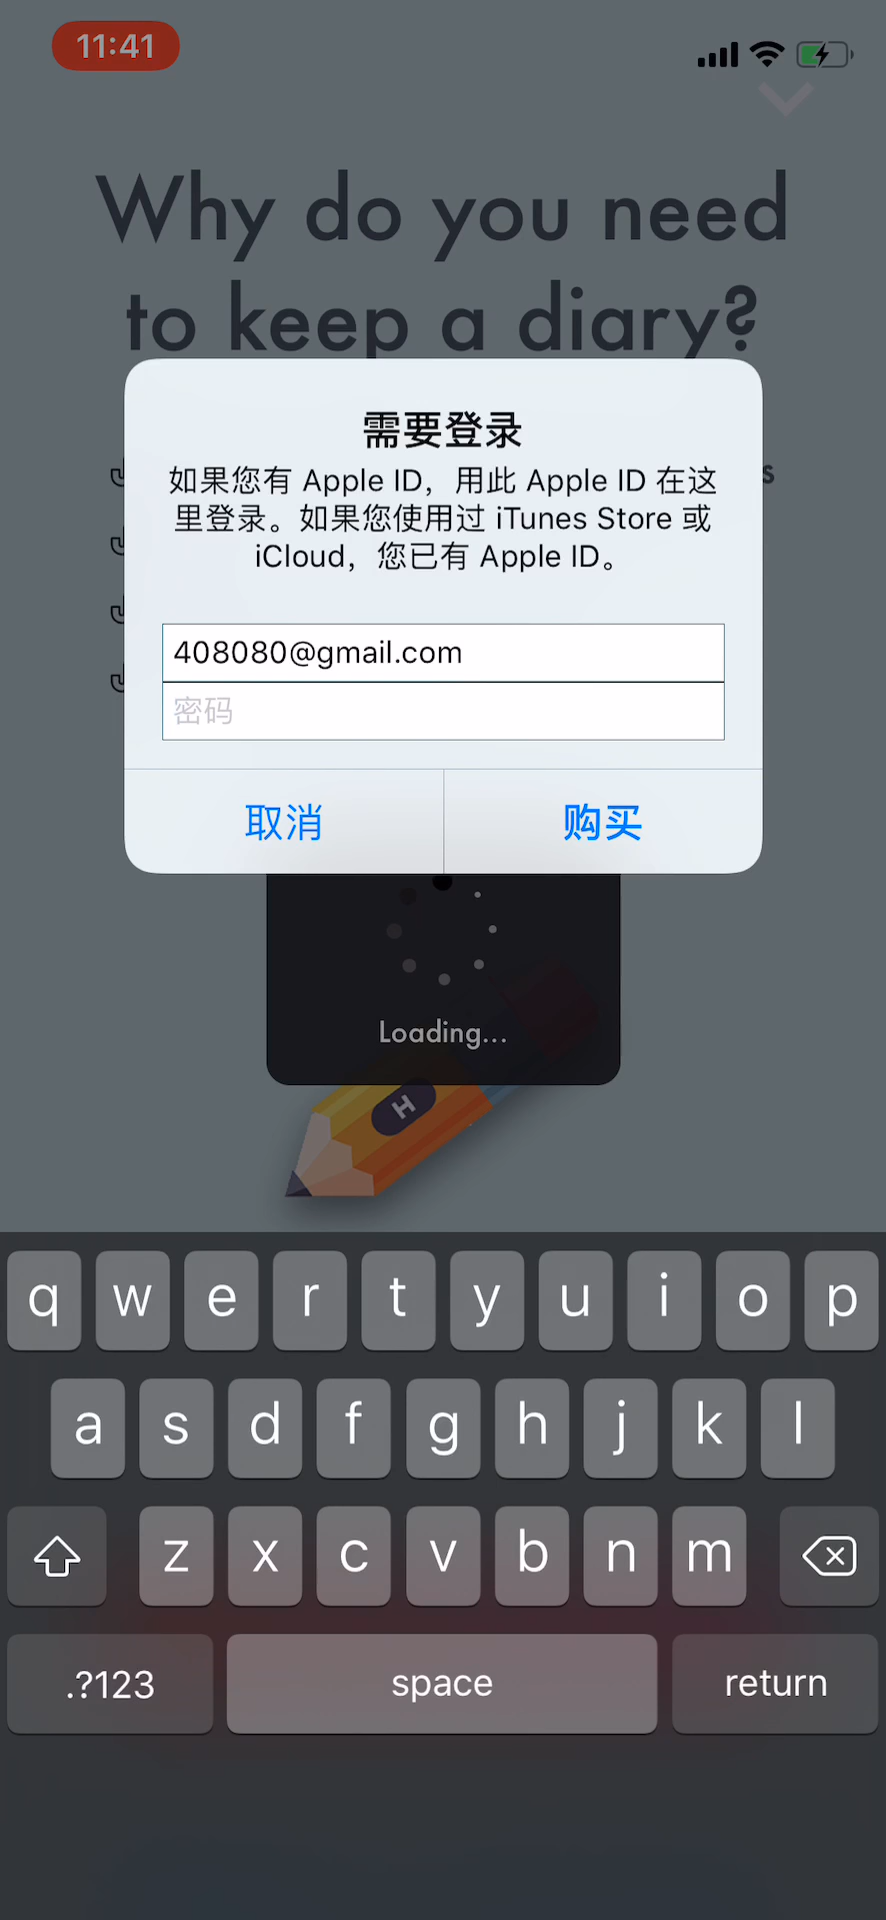 11:41
Why do you need
to keep a diary?
需要登录
如果您有 Apple ID，用此 Apple ID 在这
里登录。如果您使用过 iTunes Store 或
iCloud，您已有 Apple ID。
408080@gmail.com
密码
取消 购买
Loading...
H
q w e r t y u i o p
a s d f g h j k l
z x c v b n m
.?123 space return